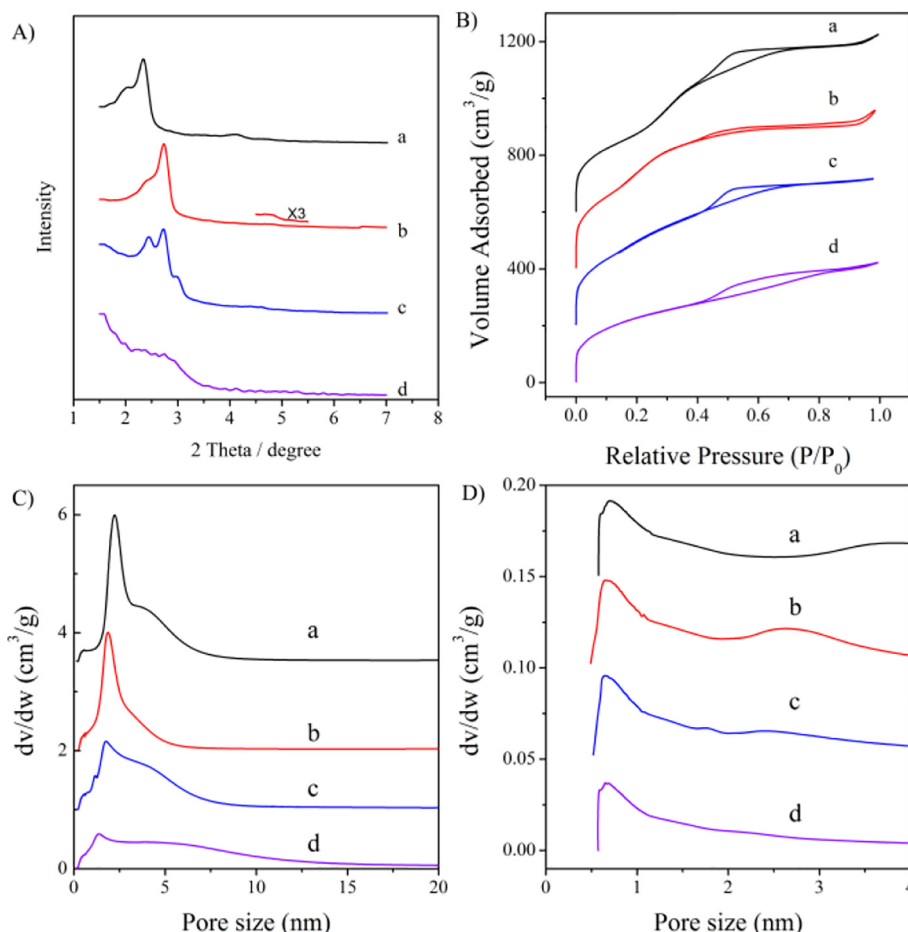 A)
Intensity
a
X3
b
c
d
1 2 3 4 5 6 7 8
2 Theta / degree
B)
Volume Adsorbed (cm³/g)
1200
800
400
0
a
b
c
d
0.0 0.2 0.4 0.6 0.8 1.0
Relative Pressure (P/P₀)
C)
dv/dw (cm³/g)
6
4
2
0
a
b
c
d
0 5 10 15 20
Pore size (nm)
D)
dv/dw (cm³/g)
0.20
0.15
0.10
0.05
0.00
a
b
c
d
0 1 2 3 4
Pore size (nm)